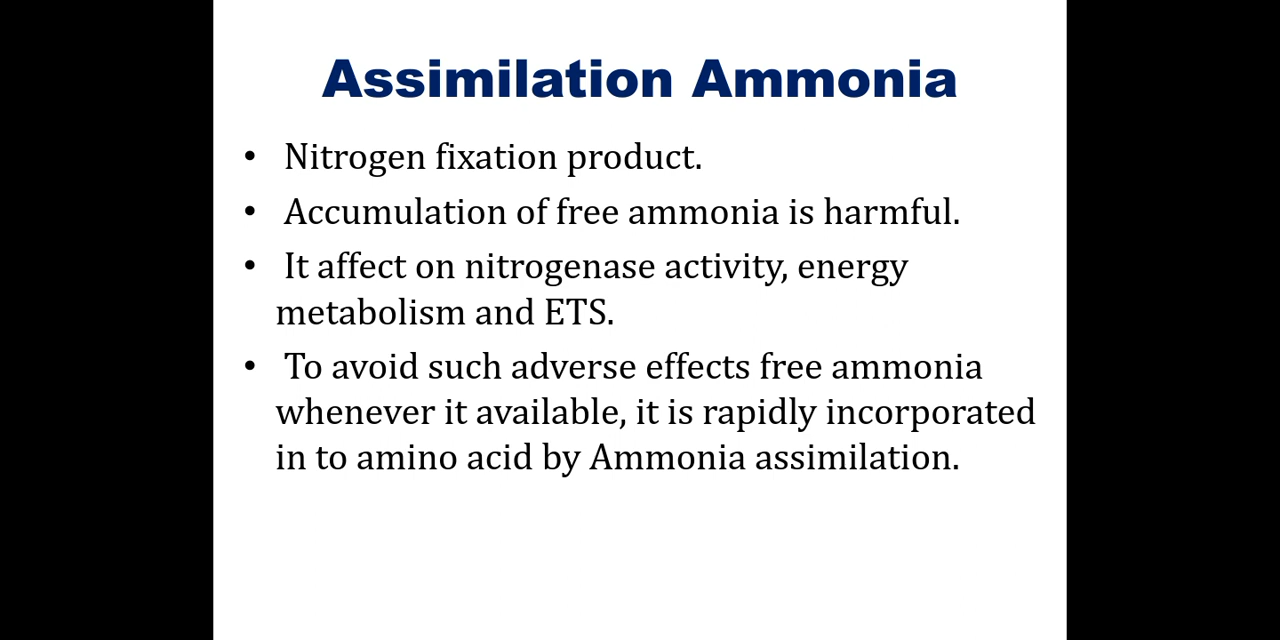 Assimilation Ammonia
• Nitrogen fixation product.
• Accumulation of free ammonia is harmful.
• It affect on nitrogenase activity, energy
metabolism and ETS.
• To avoid such adverse effects free ammonia
whenever it available, it is rapidly incorporated
in to amino acid by Ammonia assimilation.